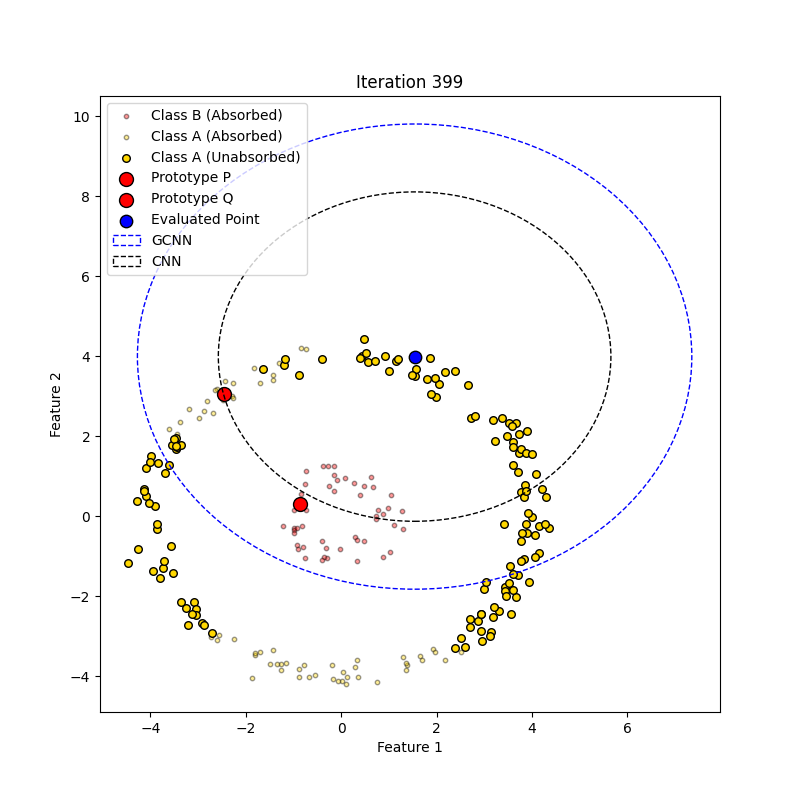 Iteration 399
Class B (Absorbed)
Class A (Absorbed)
Class A (Unabsorbed)
Prototype P
Prototype Q
Evaluated Point
GCNN
CNN
10
8
6
4
2
0
−2
−4
Feature 2
−4
−2
0
2
4
6
Feature 1